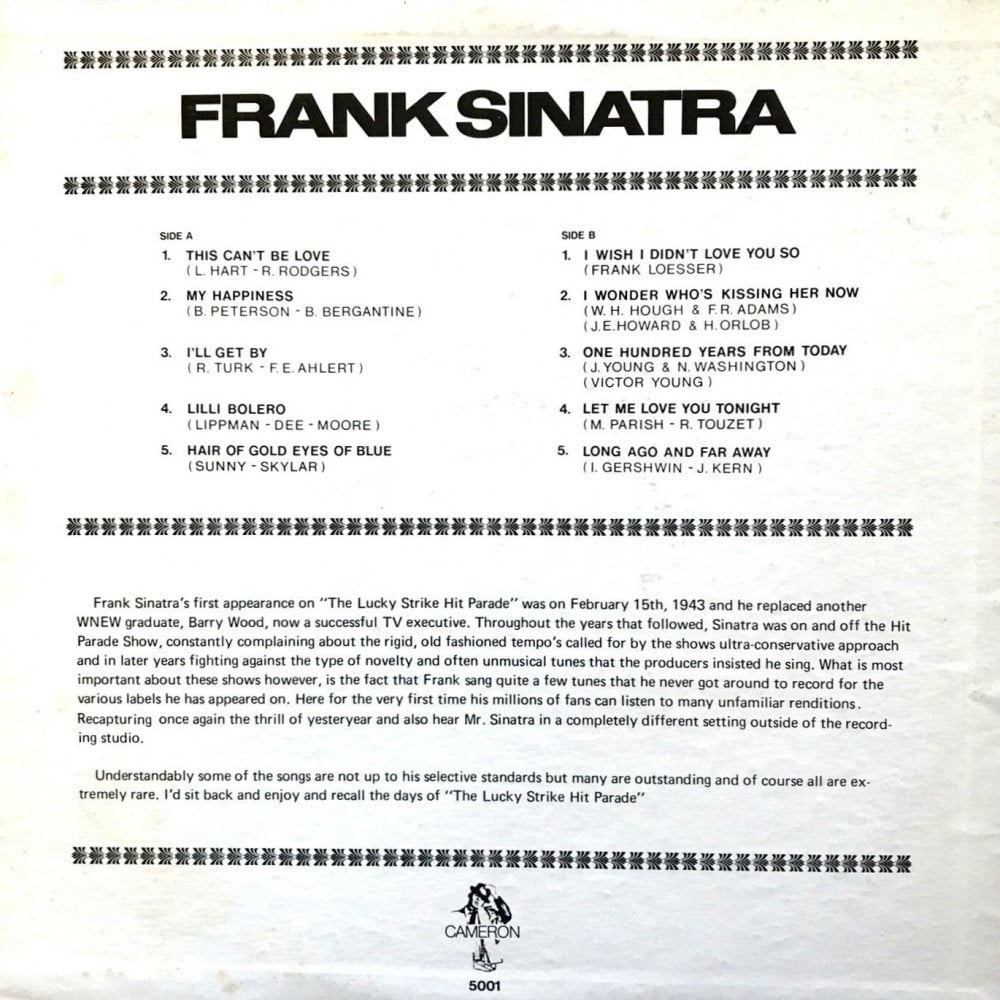 FRANK SINATRA
SIDE A
1. THIS CAN'T BE LOVE
(L. HART - R. RODGERS)
2. MY HAPPINESS
(B. PETERSON - B. BERGANTINE)
3. I'LL GET BY
(R. TURK - F.E. AHLERT)
4. LILLI BOLERO
(LIPPMAN - DEE - MOORE)
5. HAIR OF GOLD EYES OF BLUE
(SUNNY - SKYLAR)
SIDE B
1. I WISH I DIDN'T LOVE YOU SO
(FRANK LOESSER)
2. I WONDER WHO'S KISSING HER NOW
(W. H. HOUGH & F.R. ADAMS)
(J.E.HOWARD & H.ORLOB)
3. ONE HUNDRED YEARS FROM TODAY
(J.YOUNG & N. WASHINGTON)
(VICTOR YOUNG)
4. LET ME LOVE YOU TONIGHT
(M. PARISH - R. TOUZET)
5. LONG AGO AND FAR AWAY
(I. GERSHWIN - J. KERN)
Frank Sinatra's first appearance on "The Lucky Strike Hit Parade" was on February 15th, 1943 and he replaced another
WNEW graduate, Barry Wood, now a successful TV executive. Throughout the years that followed, Sinatra was on and off the Hit
Parade Show, constantly complaining about the rigid, old fashioned tempo's called for by the shows ultra-conservative approach
and in later years fighting against the type of novelty and often unmusical tunes that the producers insisted he sing. What is most
important about these shows however, is the fact that Frank sang quite a few tunes that he never got around to record for the
various labels he has appeared on. Here for the very first time his millions of fans can listen to many unfamiliar renditions.
Recapturing once again the thrill of yesteryear and also hear Mr. Sinatra in a completely different setting outside of the record-
ing studio.
Understandably some of the songs are not up to his selective standards but many are outstanding and of course all are ex-
tremely rare. I'd sit back and enjoy and recall the days of "The Lucky Strike Hit Parade"
CAMERON
5001